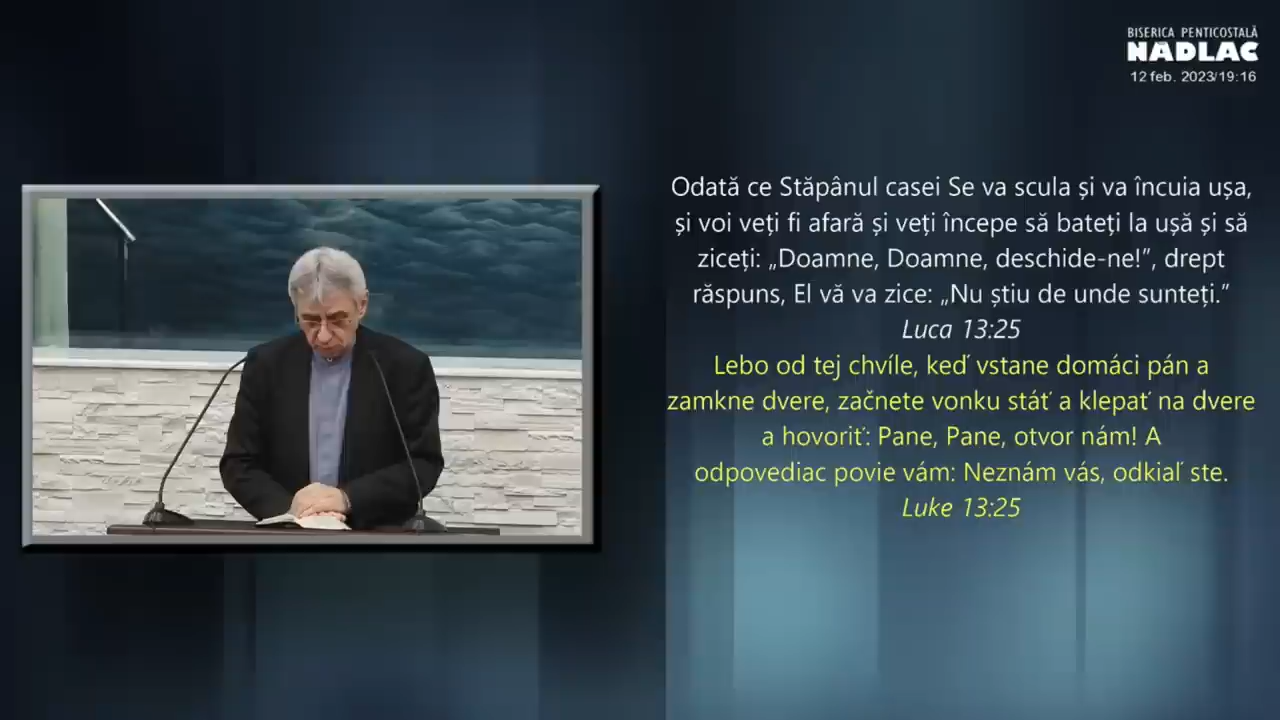 BISERICA PENTICOSTALĂ
NĂDLAC
12 feb. 2023/19:16
Odată ce Stăpânul casei Se va scula și va încuia ușa,
și voi veți fi afară și veți începe să bateți la ușă și să
ziceți: „Doamne, Doamne, deschide-ne!”, drept
răspuns, El vă va zice: „Nu știu de unde sunteți.”
Luca 13:25
Lebo od tej chvíle, keď vstane domáci pán a
zamkne dvere, začnete vonku stáť a klepať na dvere
a hovoriť: Pane, Pane, otvor nám! A
odpovediac povie vám: Neznám vás, odkiaľ ste.
Luke 13:25